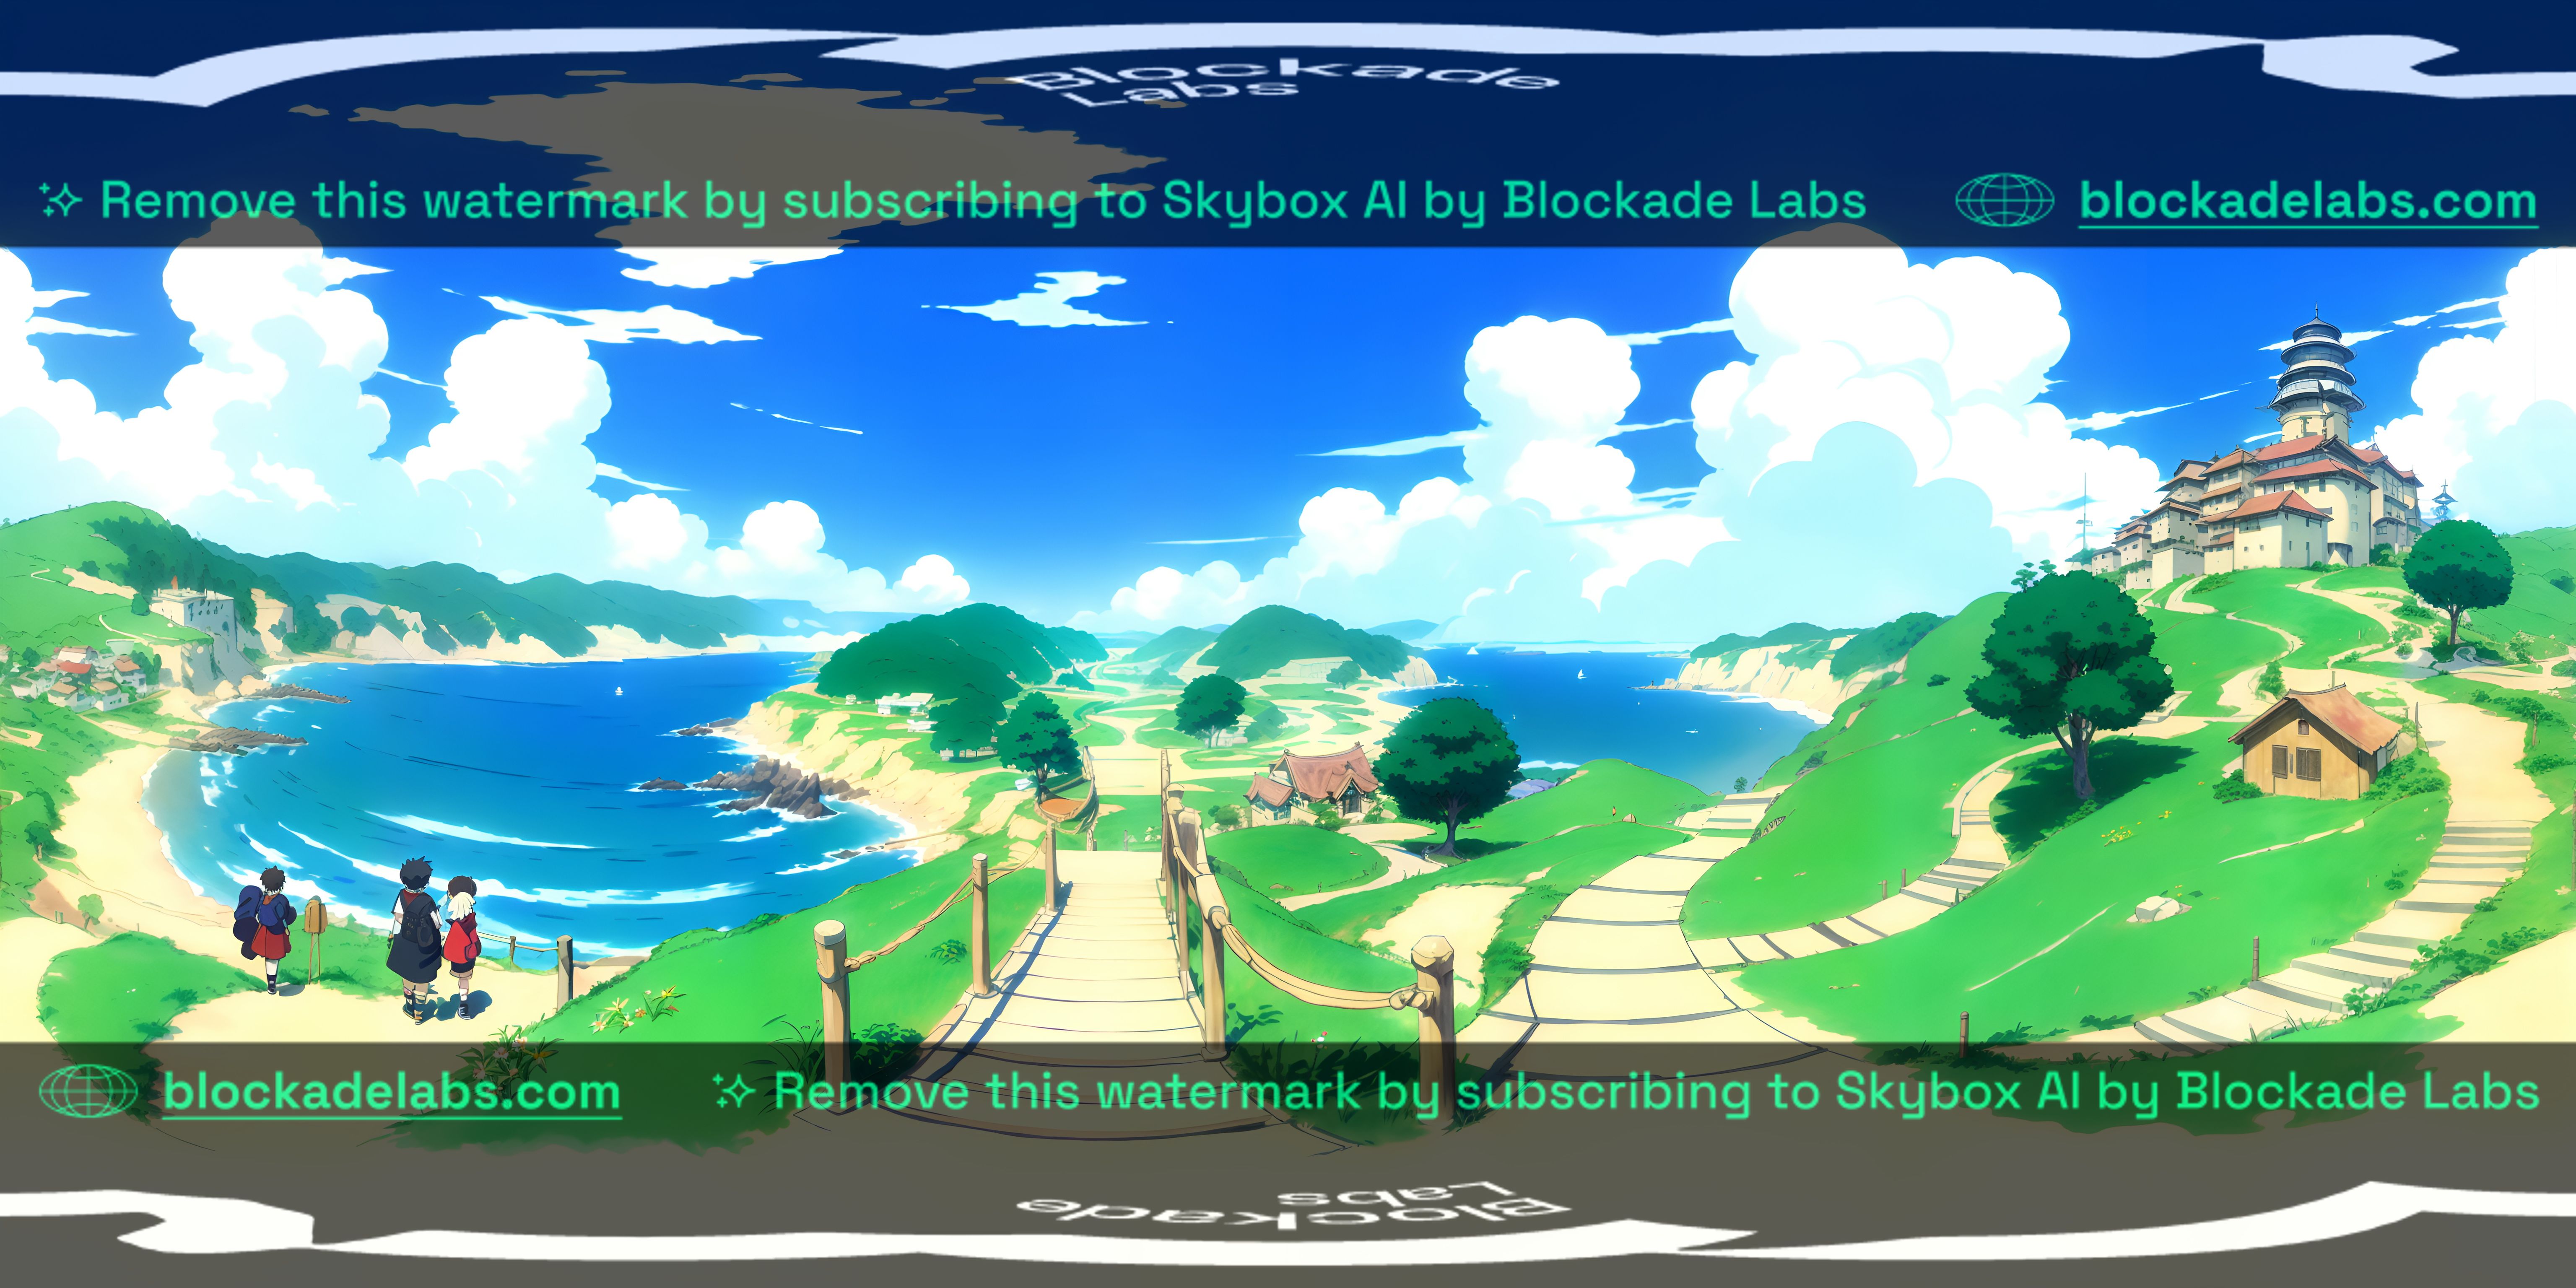 Blockade
Labs
Remove this watermark by subscribing to Skybox AI by Blockade Labs
blockadelabs.com
blockadelabs.com
Remove this watermark by subscribing to Skybox AI by Blockade Labs
Blockade
Labs